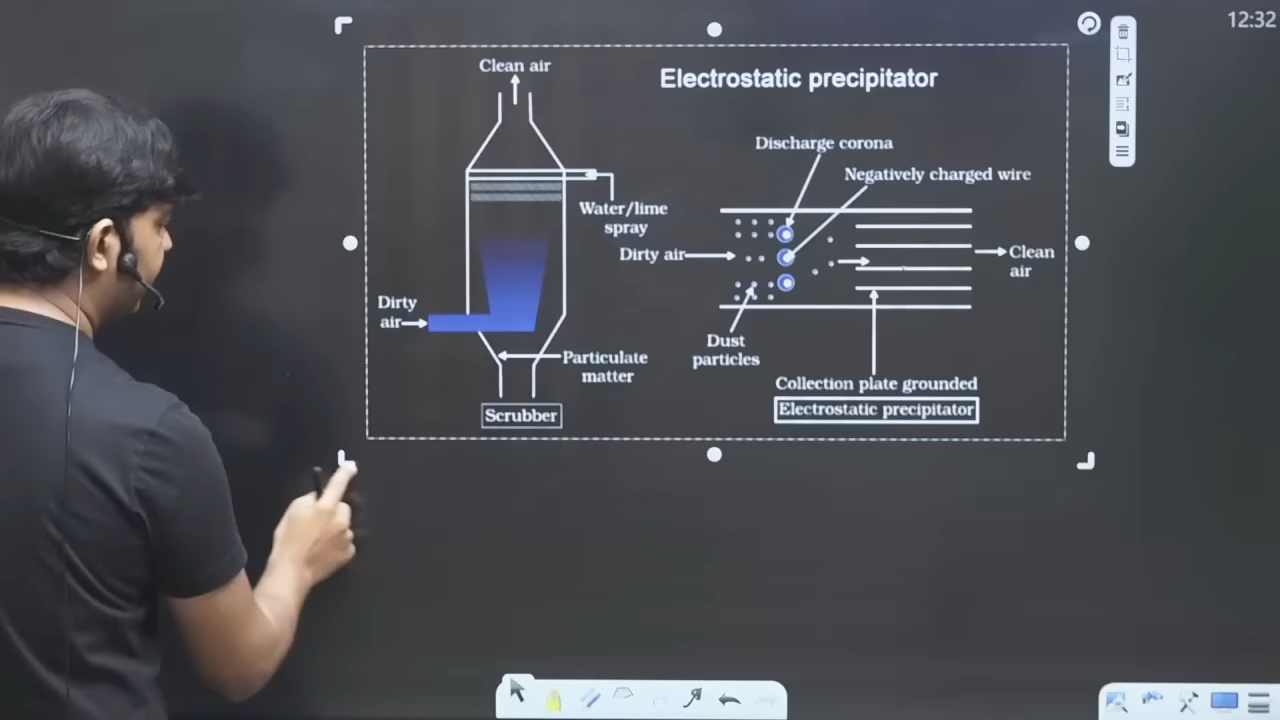 12:32
Clean air
Electrostatic precipitator
Discharge corona
Negatively charged wire
Water/lime
spray
Dirty air
Clean
air
Dirty
air
Dust
particles
Particulate
matter
Collection plate grounded
Scrubber
Electrostatic precipitator